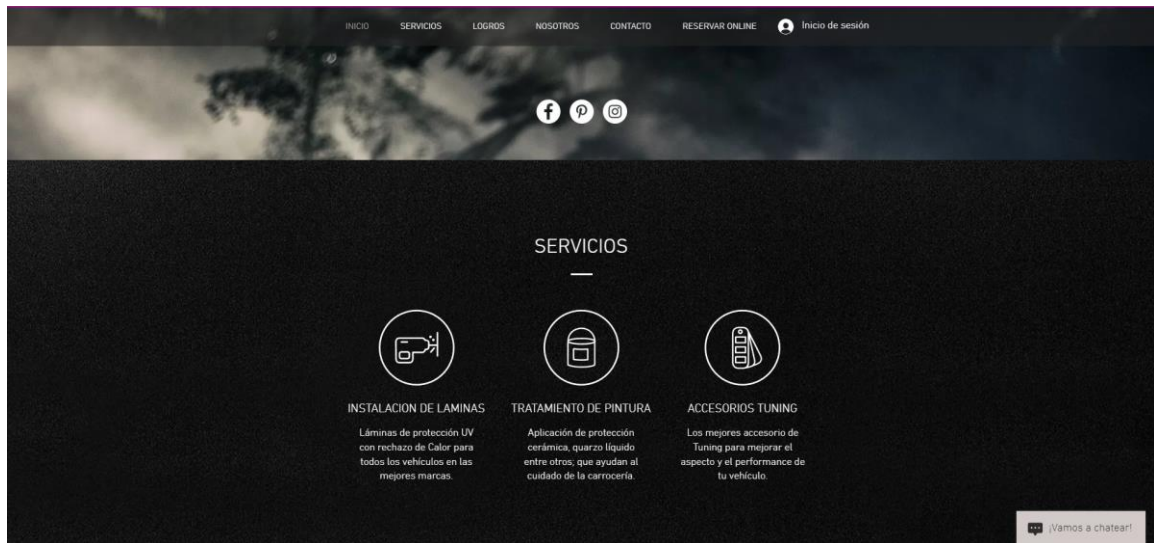 INICIO SERVICIOS LOGROS NOSOTROS CONTACTO RESERVAR ONLINE Inicio de sesión
SERVICIOS
INSTALACION DE LAMINAS
Láminas de protección UV
con rechazo de Calor para
todos los vehículos en las
mejores marcas.
TRATAMIENTO DE PINTURA
Aplicación de protección
cerámica, quarzo líquido
entre otros; que ayudan al
cuidado de la carrocería.
ACCESORIOS TUNING
Los mejores accesorio de
Tuning para mejorar el
aspecto y el performance de
tu vehículo.
¡Vamos a chatear!